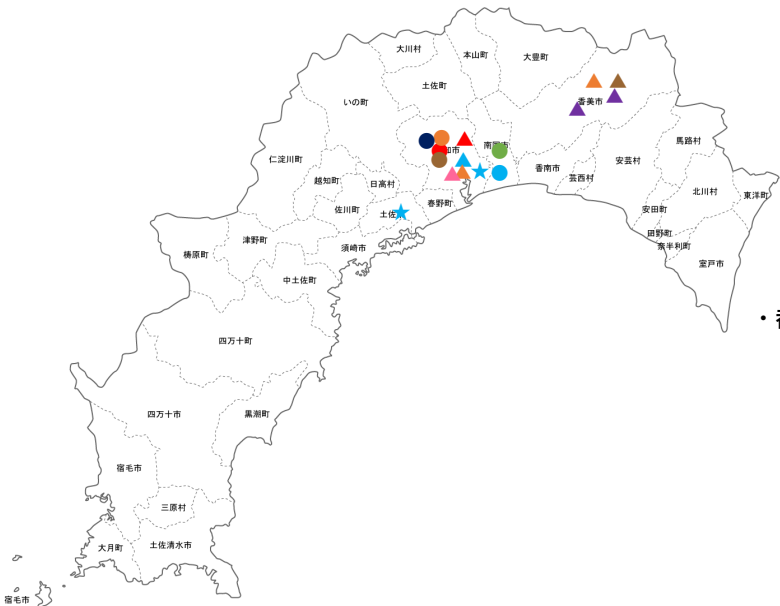 大川村
本山町
大豊町
土佐町
いの町
香美市
知市
南国市
馬路村
仁淀川町
安芸村
越知町
日高村
香南市
芸西村
北川村
東洋町
佐川町
春野町
土佐
安田町
津野町
須崎市
田野町
奈半利町
梼原町
中土佐町
室戸市
・
四万十町
四万十市
黒潮町
宿毛市
三原村
大月町
土佐清水市
宿毛市